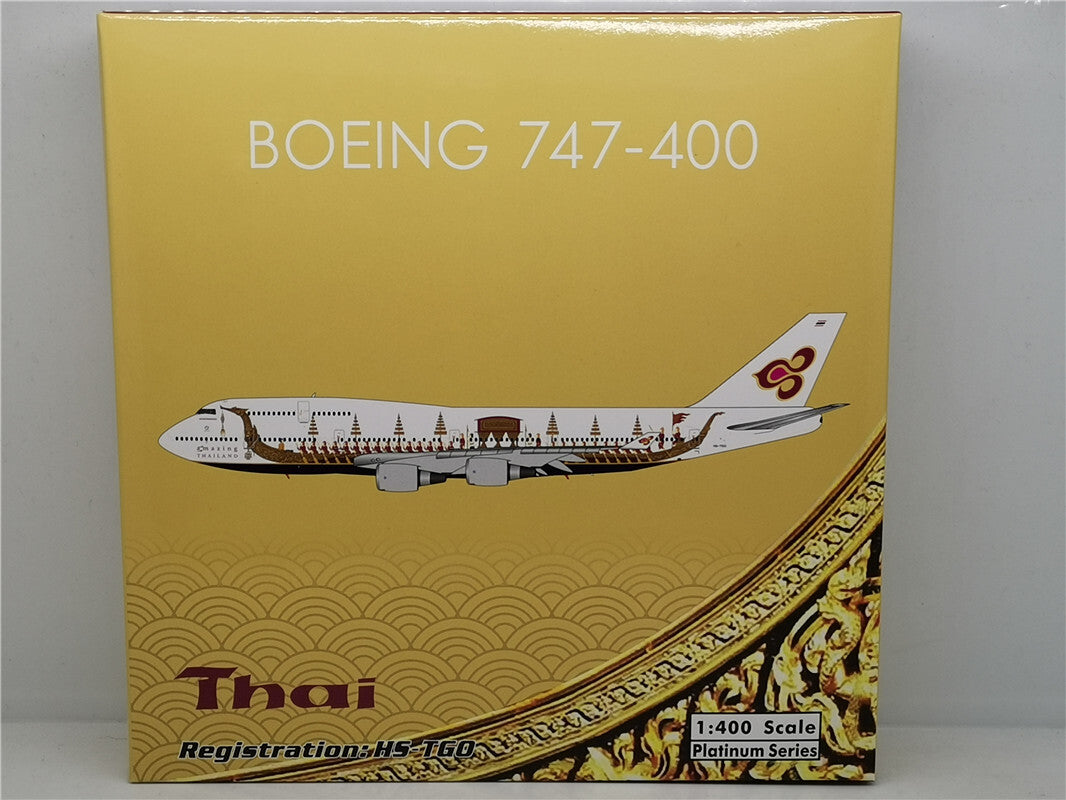 BOEING 747-400
amazing
THAILAND
Thai
Registration: HS-TGO
1:400 Scale
Platinum Series